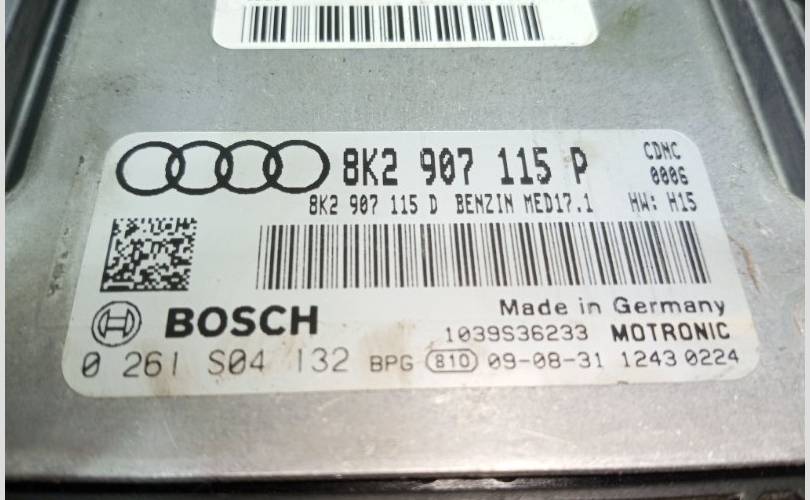 8K2 907 115 P CDNC
0006
8K2 907 115 D BENZIN MED17.1 HW: H15
Made in Germany
BOSCH 1039S36233 MOTRONIC
0 261 S04 132 BPG 810 09-08-31 1243 0224